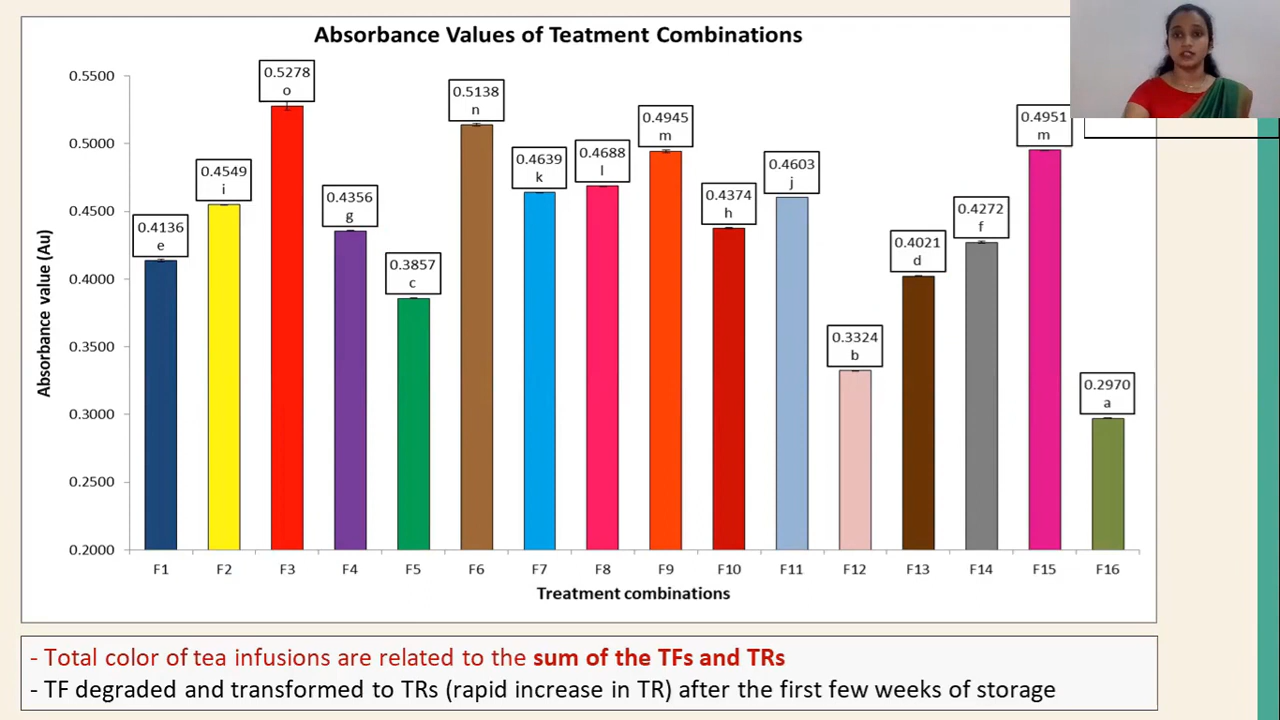 Absorbance Values of Teatment Combinations
Absorbance value (Au)
0.5500
0.5000
0.4500
0.4000
0.3500
0.3000
0.2500
0.2000
0.4136
e
0.4549
i
0.5278
o
0.4356
g
0.3857
c
0.5138
n
0.4639
k
0.4688
l
0.4945
m
0.4374
h
0.4603
j
0.3324
b
0.4021
d
0.4272
f
0.4951
m
0.2970
a
F1 F2 F3 F4 F5 F6 F7 F8 F9 F10 F11 F12 F13 F14 F15 F16
Treatment combinations
- Total color of tea infusions are related to the sum of the TFs and TRs
- TF degraded and transformed to TRs (rapid increase in TR) after the first few weeks of storage